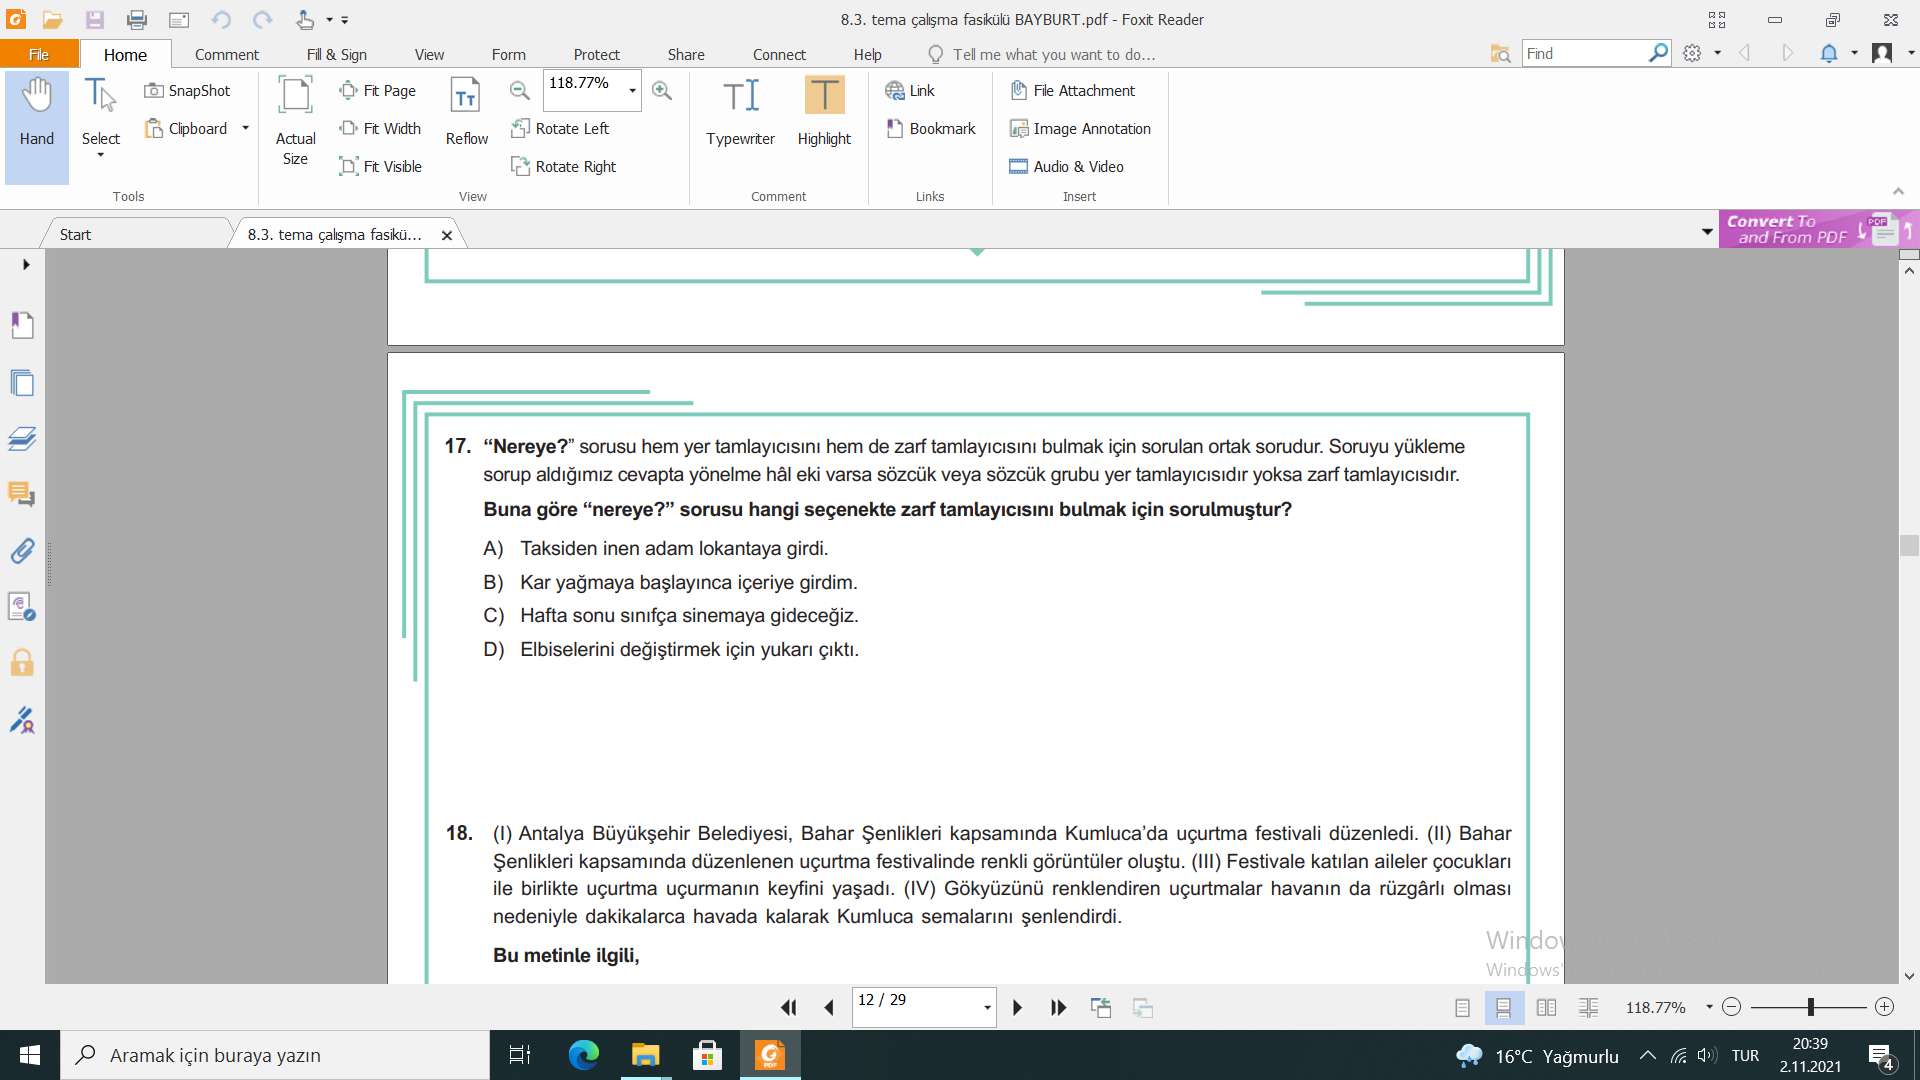 8.3. tema çalışma fasikülü BAYBURT.pdf - Foxit Reader
File Home Comment Fill & Sign View Form Protect Share Connect Help Tell me what you want to do... Find
Hand
Select
SnapShot
Clipboard
Tools
Actual Size
Fit Page
Fit Width
Fit Visible
Reflow
118.77%
Rotate Left
Rotate Right
View
Typewriter
Highlight
Comment
Link
Bookmark
Links
File Attachment
Image Annotation
Audio & Video
Insert
Start
8.3. tema çalışma fasikü...
Convert To
and From PDF
PDF
17. “Nereye?” sorusu hem yer tamlayıcısını hem de zarf tamlayıcısını bulmak için sorulan ortak sorudur. Soruyu yükleme
sorup aldığımız cevapta yönelme hâl eki varsa sözcük veya sözcük grubu yer tamlayıcısıdır yoksa zarf tamlayıcısıdır.
Buna göre “nereye?” sorusu hangi seçenekte zarf tamlayıcısını bulmak için sorulmuştur?
A) Taksiden inen adam lokantaya girdi.
B) Kar yağmaya başlayınca içeriye girdim.
C) Hafta sonu sınıfça sinemaya gideceğiz.
D) Elbiselerini değiştirmek için yukarı çıktı.
18. (I) Antalya Büyükşehir Belediyesi, Bahar Şenlikleri kapsamında Kumluca’da uçurtma festivali düzenledi. (II) Bahar
Şenlikleri kapsamında düzenlenen uçurtma festivalinde renkli görüntüler oluştu. (III) Festivale katılan aileler çocukları
ile birlikte uçurtma uçurmanın keyfini yaşadı. (IV) Gökyüzünü renklendiren uçurtmalar havanın da rüzgârlı olması
nedeniyle dakikalarca havada kalarak Kumluca semalarını şenlendirdi.
Bu metinle ilgili,
12 / 29
118.77%
Aramak için buraya yazın
PDF
16°C Yağmurlu
TUR
20:39
2.11.2021
4